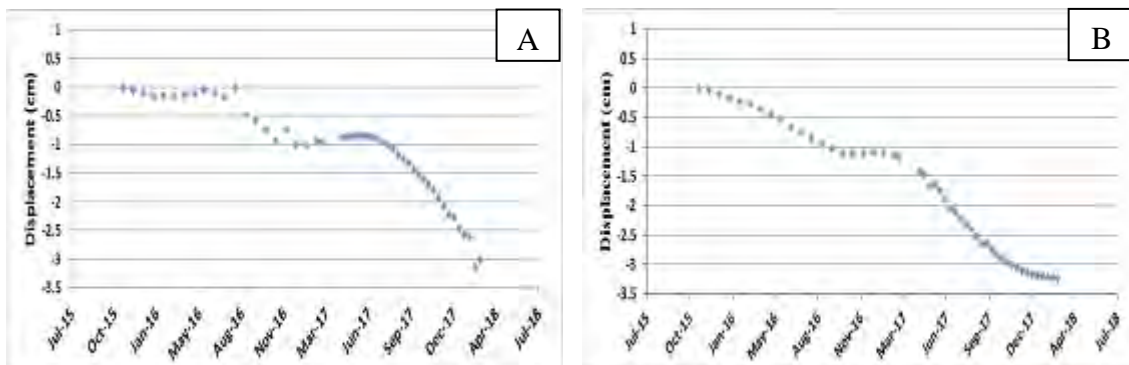 A
Displacement (cm)
1
0.5
0
-0.5
-1
-1.5
-2
-2.5
-3
-3.5
Jul-15
Oct-15
Jan-16
May-16
Aug-16
Nov-16
Mar-17
Jun-17
Sep-17
Dec-17
Apr-18
Jul-18
B
Displacement (cm)
1
0.5
0
-0.5
-1
-1.5
-2
-2.5
-3
-3.5
Jul-15
Oct-15
Jan-16
May-16
Aug-16
Nov-16
Mar-17
Jun-17
Sep-17
Dec-17
Apr-18
Jul-18